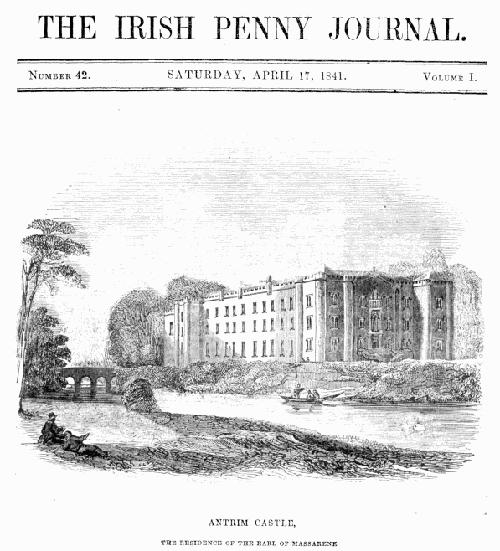 THE IRISH PENNY JOURNAL.
NUMBER 42. SATURDAY, APRIL 17, 1841. VOLUME I.
ANTRIM CASTLE,
THE RESIDENCE OF THE EARL OF MASSARENE